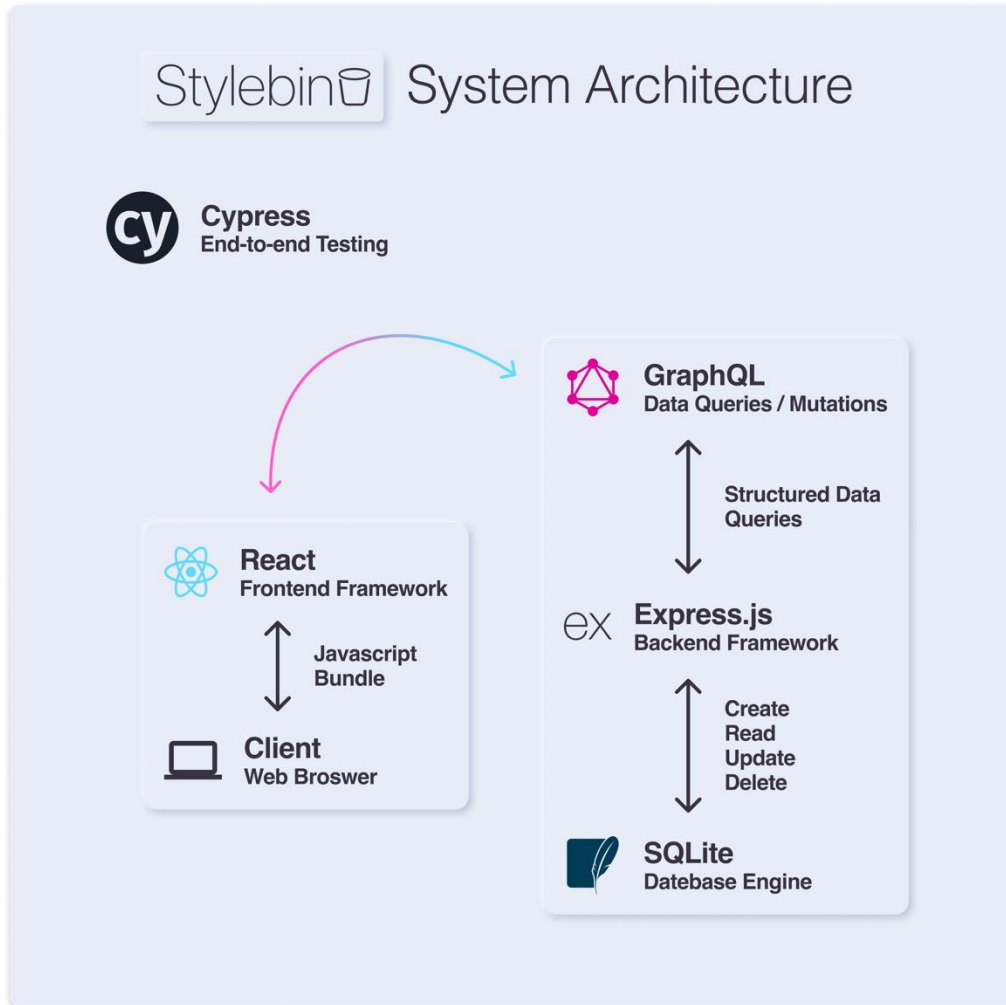 Stylebin System Architecture
cy
Cypress
End-to-end Testing
GraphQL
Data Queries / Mutations
Structured Data
Queries
React
Frontend Framework
Javascript
Bundle
Client
Web Broswer
ex
Express.js
Backend Framework
Create
Read
Update
Delete
SQLite
Datebase Engine